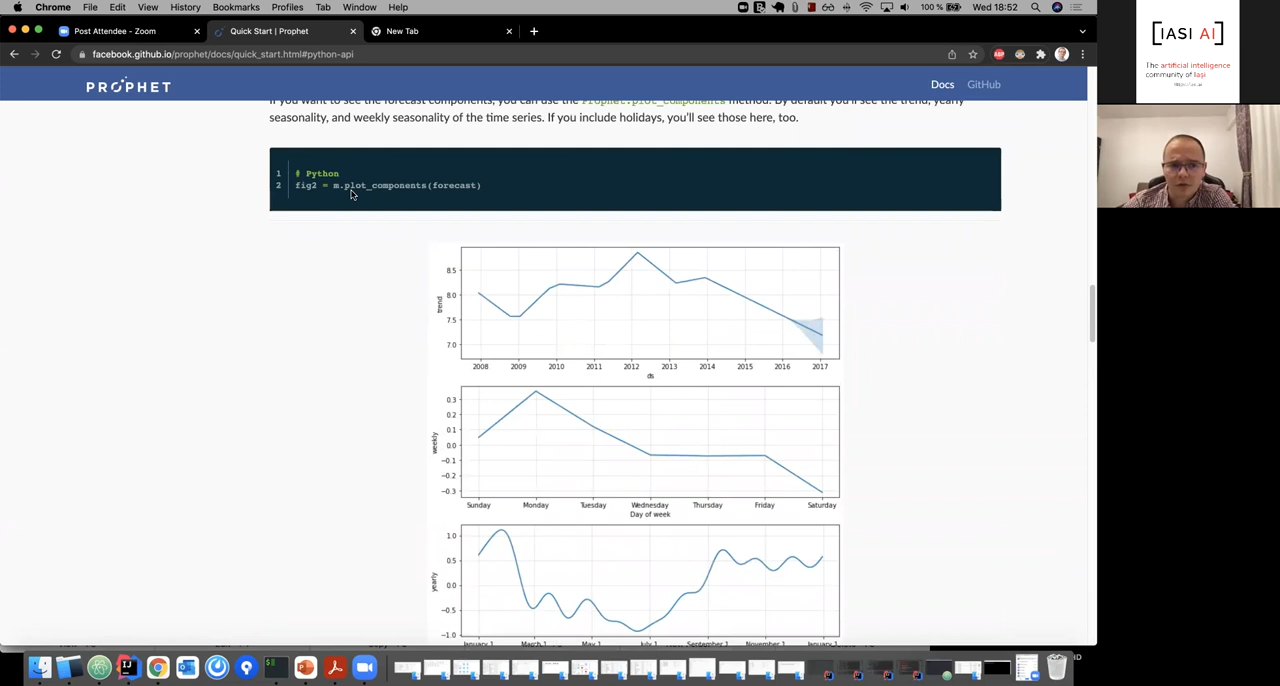 Chrome File Edit View History Bookmarks Profiles Tab Window Help 100 % Wed 18:52
Post Attendee - Zoom Quick Start | Prophet New Tab
facebook.github.io/prophet/docs/quick_start.html#python-api
PROPHET Docs GitHub
If you want to see the forecast components, you can use the Prophet.plot_components method. By default you'll see the trend, yearly
seasonality, and weekly seasonality of the time series. If you include holidays, you'll see those here, too.
1 # Python
2 fig2 = m.plot_components(forecast)
8.5
8.0
7.5
7.0
trend
2008 2009 2010 2011 2012 2013 2014 2015 2016 2017
ds
0.3
0.2
0.1
0.0
−0.1
−0.2
−0.3
weekly
Sunday Monday Tuesday Wednesday Thursday Friday Saturday
Day of week
1.0
0.5
0.0
−0.5
−1.0
yearly
January 1 March 1 May 1 July 1 September 1 November 1 January 1
[IASI AI]
The artificial intelligence
community of Iași